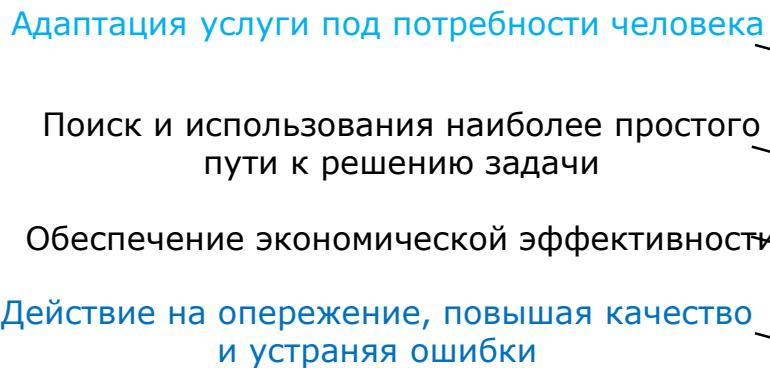 Адаптация услуги под потребности человека
Поиск и использования наиболее простого
пути к решению задачи
Обеспечение экономической эффективности
Действие на опережение, повышая качество
и устраняя ошибки